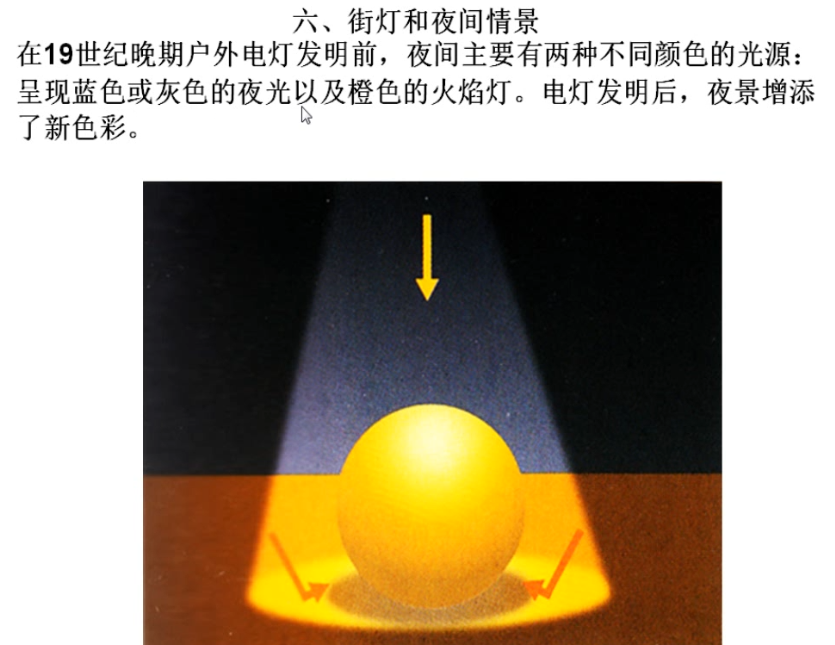 六、街灯和夜间情景
在19世纪晚期户外电灯发明前，夜间主要有两种不同颜色的光源：
呈现蓝色或灰色的夜光以及橙色的火焰灯。电灯发明后，夜景增添
了新色彩。